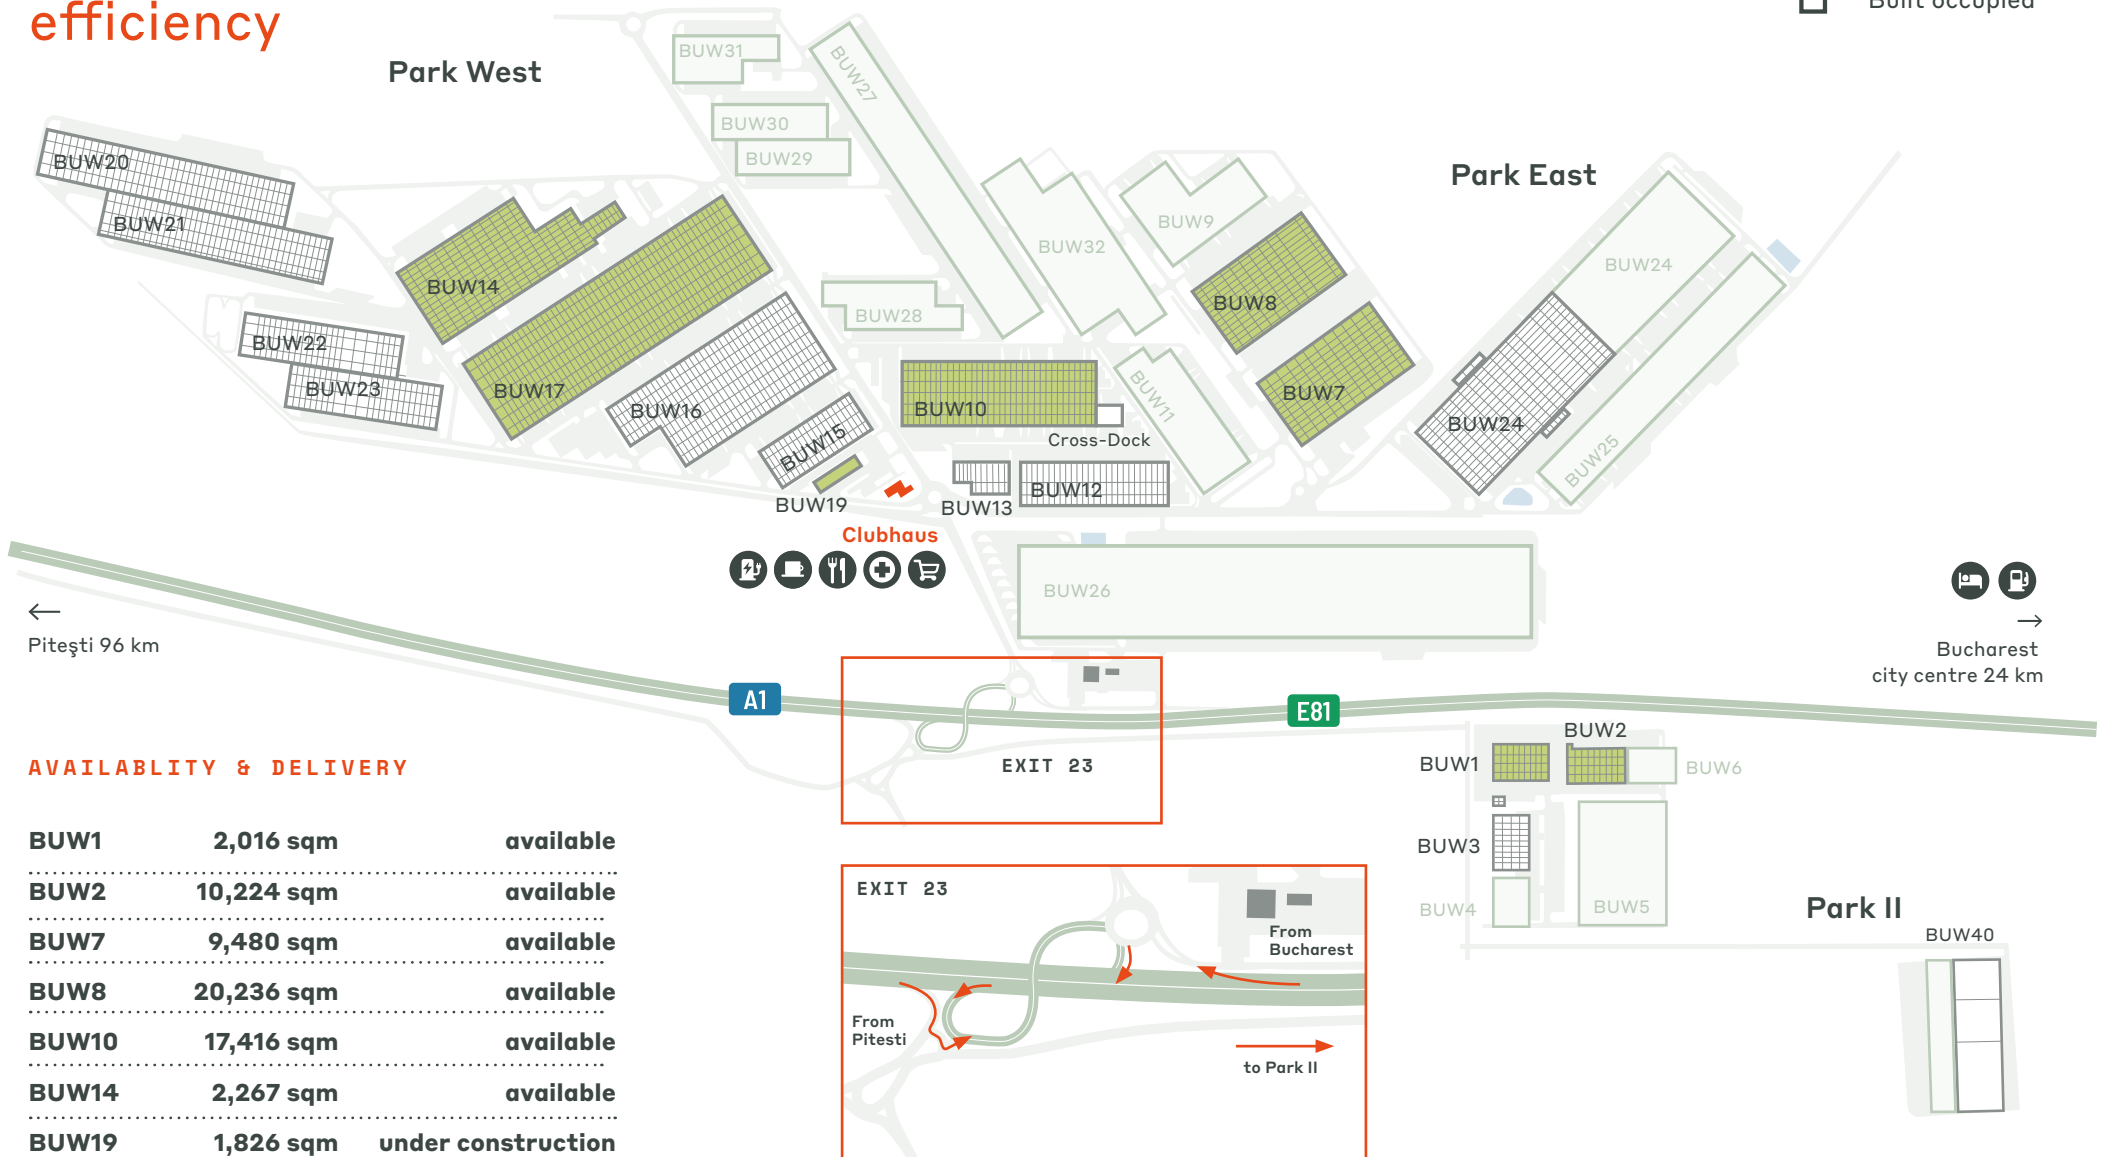 efficiency
Built occupied
Park West
Park East
BUW31
BUW27
BUW30
BUW29
BUW20
BUW21
BUW9
BUW32
BUW24
BUW14
BUW8
BUW28
BUW22
BUW23
BUW17
BUW16
BUW10
BUW11
BUW7
BUW24
BUW15
Cross-Dock
BUW25
BUW19
BUW13
BUW12
Clubhaus
BUW26
Piteşti 96 km
Bucharest
city centre 24 km
A1
E81
EXIT 23
BUW2
BUW1
BUW6
BUW3
BUW4
BUW5
Park II
BUW40
AVAILABLITY & DELIVERY
BUW1 2,016 sqm available
BUW2 10,224 sqm available
BUW7 9,480 sqm available
BUW8 20,236 sqm available
BUW10 17,416 sqm available
BUW14 2,267 sqm available
BUW19 1,826 sqm under construction
EXIT 23
From
Bucharest
From
Pitesti
to Park II